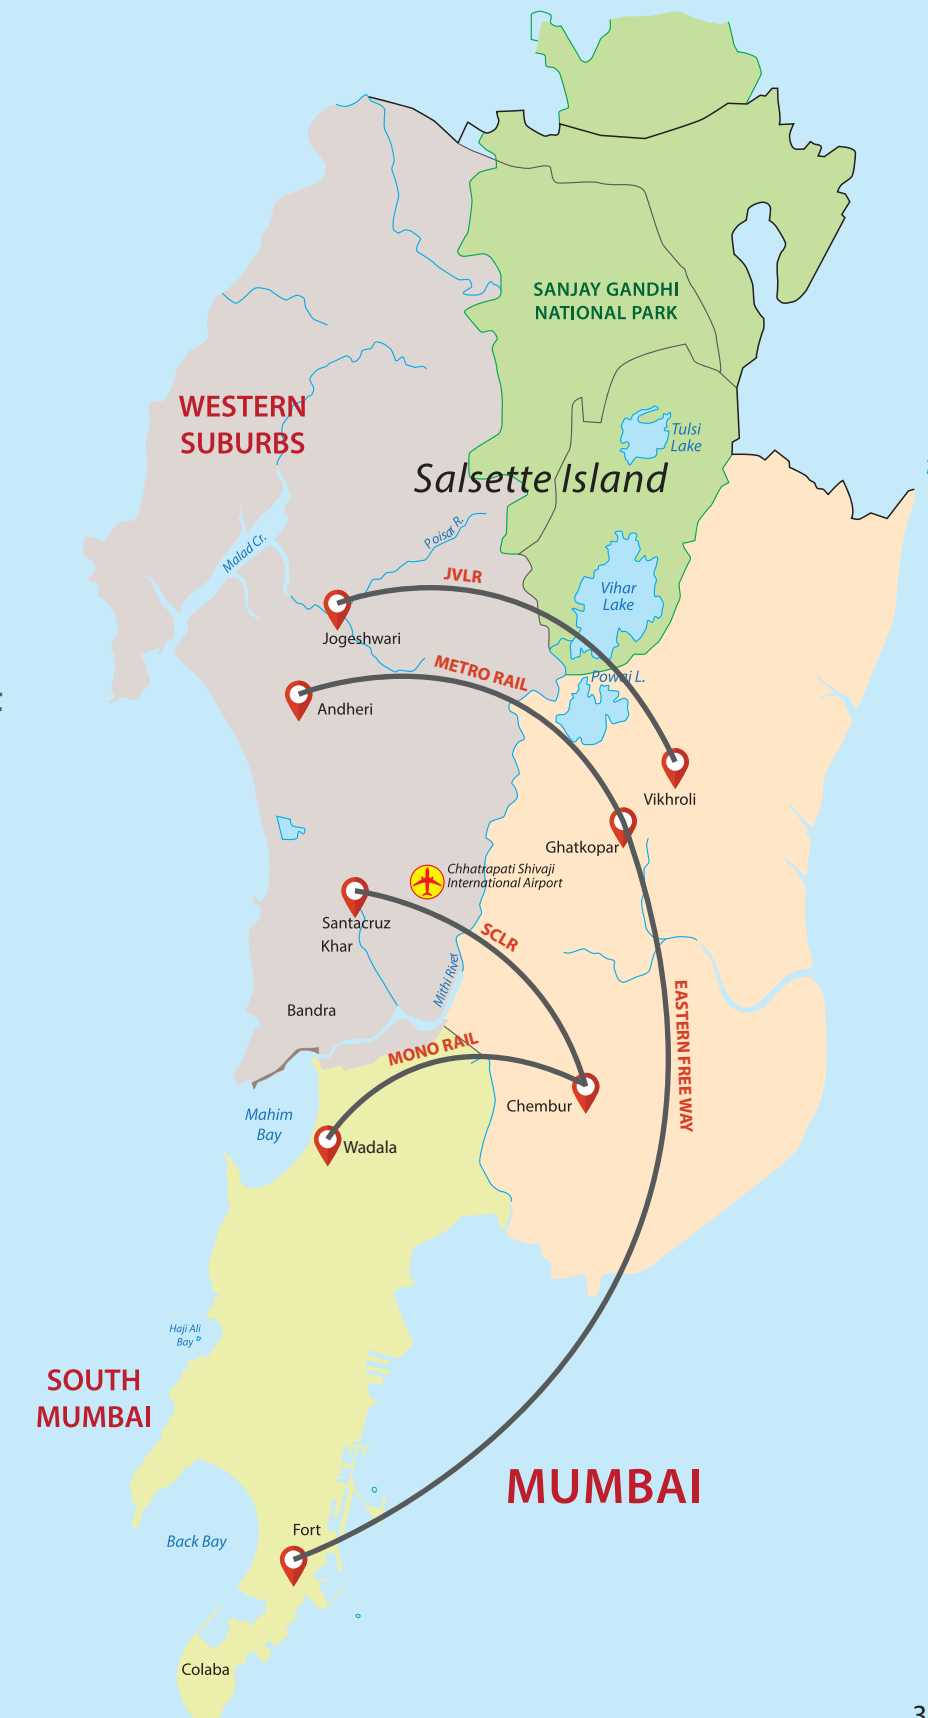 SANJAY GANDHI
NATIONAL PARK
WESTERN
SUBURBS
Tulsi
Lake
Salsette Island
Poisar R.
Malad Cr.
JVLR
Vihar
Lake
Jogeshwari
METRO RAIL
Powai L.
Andheri
Vikhroli
Ghatkopar
Chhatrapati Shivaji
International Airport
Santacruz
SCLR
Khar
Mithi River
EASTERN FREE WAY
Bandra
MONO RAIL
Chembur
Mahim
Bay
Wadala
Haji Ali
Bay
SOUTH
MUMBAI
MUMBAI
Fort
Back Bay
Colaba
3